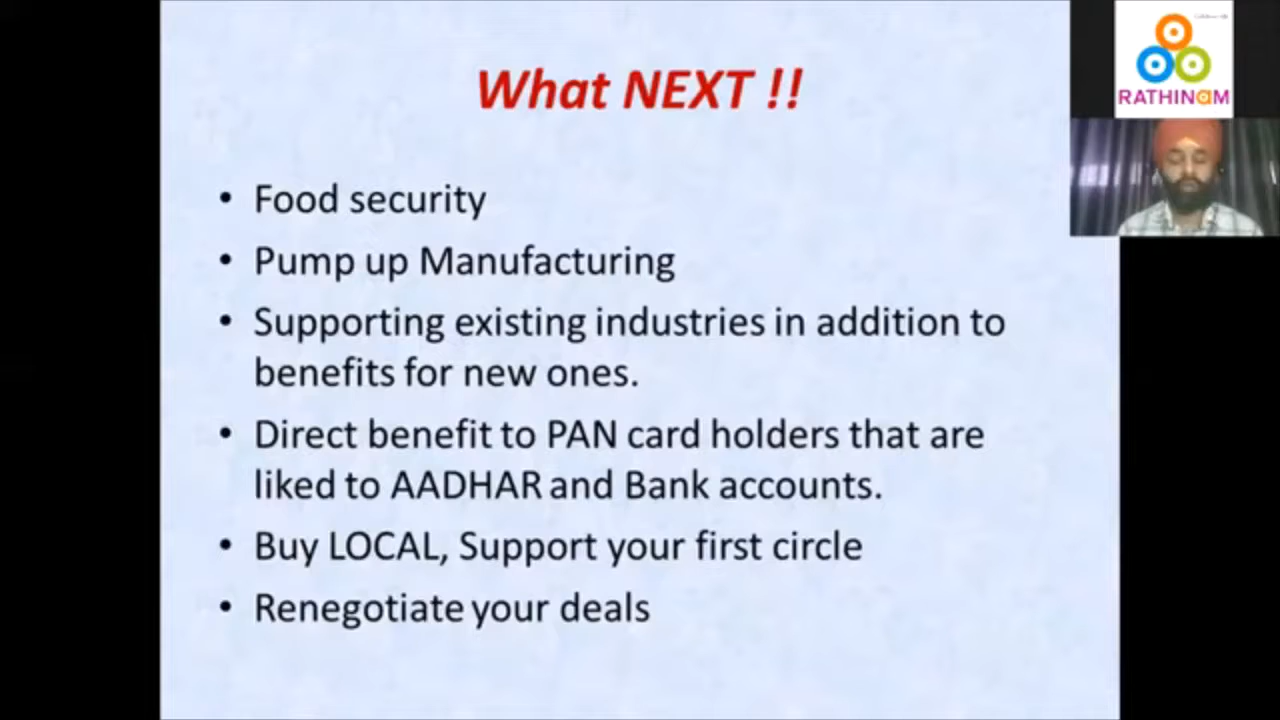 What NEXT !!
• Food security
• Pump up Manufacturing
• Supporting existing industries in addition to
benefits for new ones.
• Direct benefit to PAN card holders that are
liked to AADHAR and Bank accounts.
• Buy LOCAL, Support your first circle
• Renegotiate your deals
RATHINAM